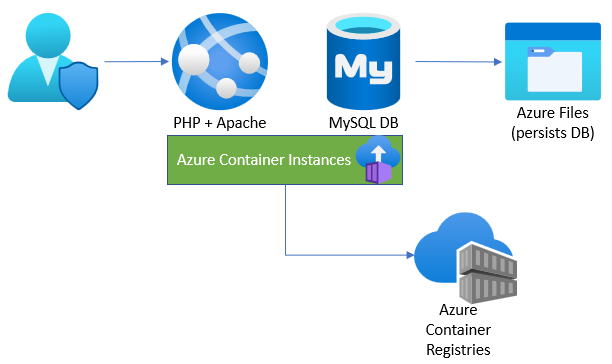 My
PHP + Apache
MySQL DB
Azure Files
(persists DB)
Azure Container Instances
Azure
Container
Registries